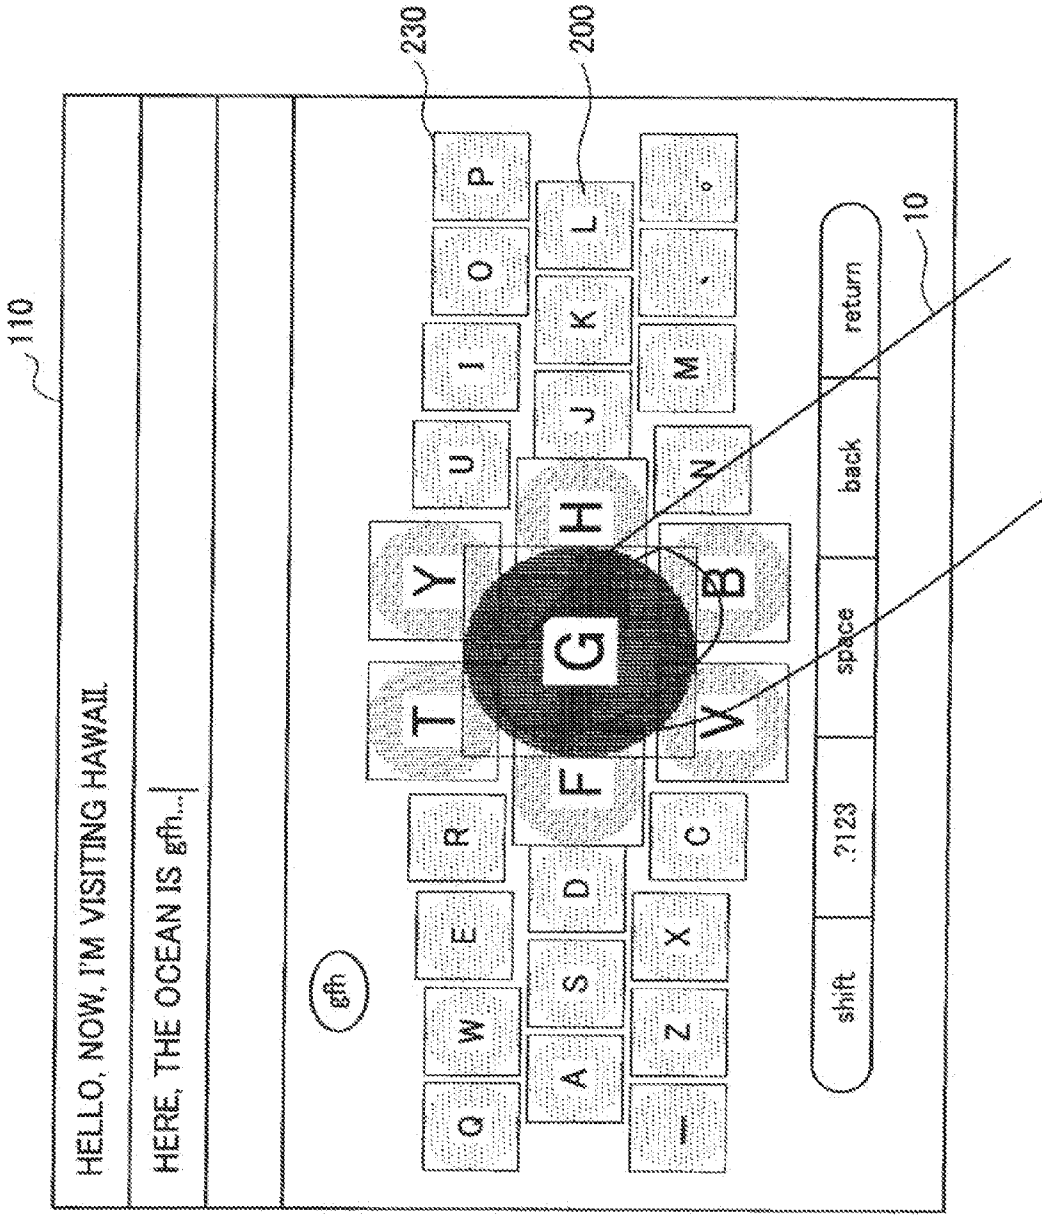 110
HELLO, NOW, I'M VISITING HAWAII.
HERE, THE OCEAN IS gfh...
gfh
230
Q W E R T Y U I O P
200
A S D F G H J K L
— Z X C V B N M 、 。
10
shift .?123 space back return